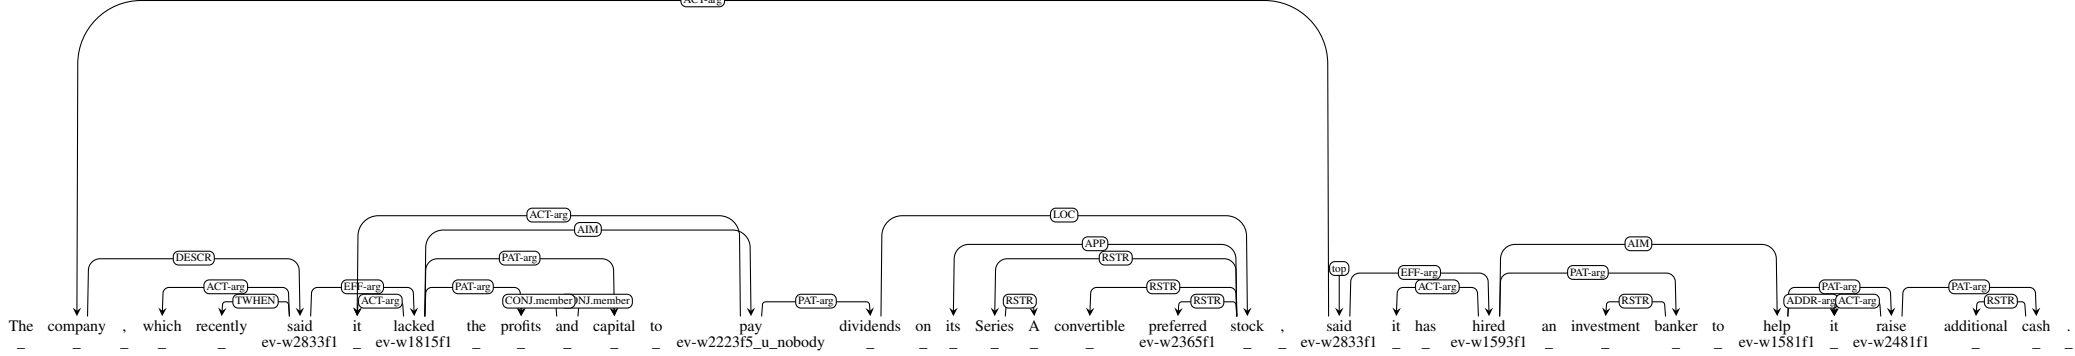 ACT-arg
ACT-arg LOC
AIM
APP AIM
DESCR PAT-arg RSTR top EFF-arg PAT-arg
ACT-arg EFF-arg PAT-arg RSTR ACT-arg PAT-arg PAT-arg
TWHEN ACT-arg CONJ.member NJ.member PAT-arg RSTR RSTR RSTR ADDR-arg ACT-arg RSTR
The company , which recently said it lacked the profits and capital to pay dividends on its Series A convertible preferred stock , said it has hired an investment banker to help it raise additional cash .
_ _ _ _ _ ev-w2833f1 _ ev-w1815f1 _ _ _ _ _ ev-w2223f5_u_nobody _ _ _ _ _ _ ev-w2365f1 _ _ ev-w2833f1 _ _ ev-w1593f1 _ _ _ _ ev-w1581f1 _ ev-w2481f1 _ _ _